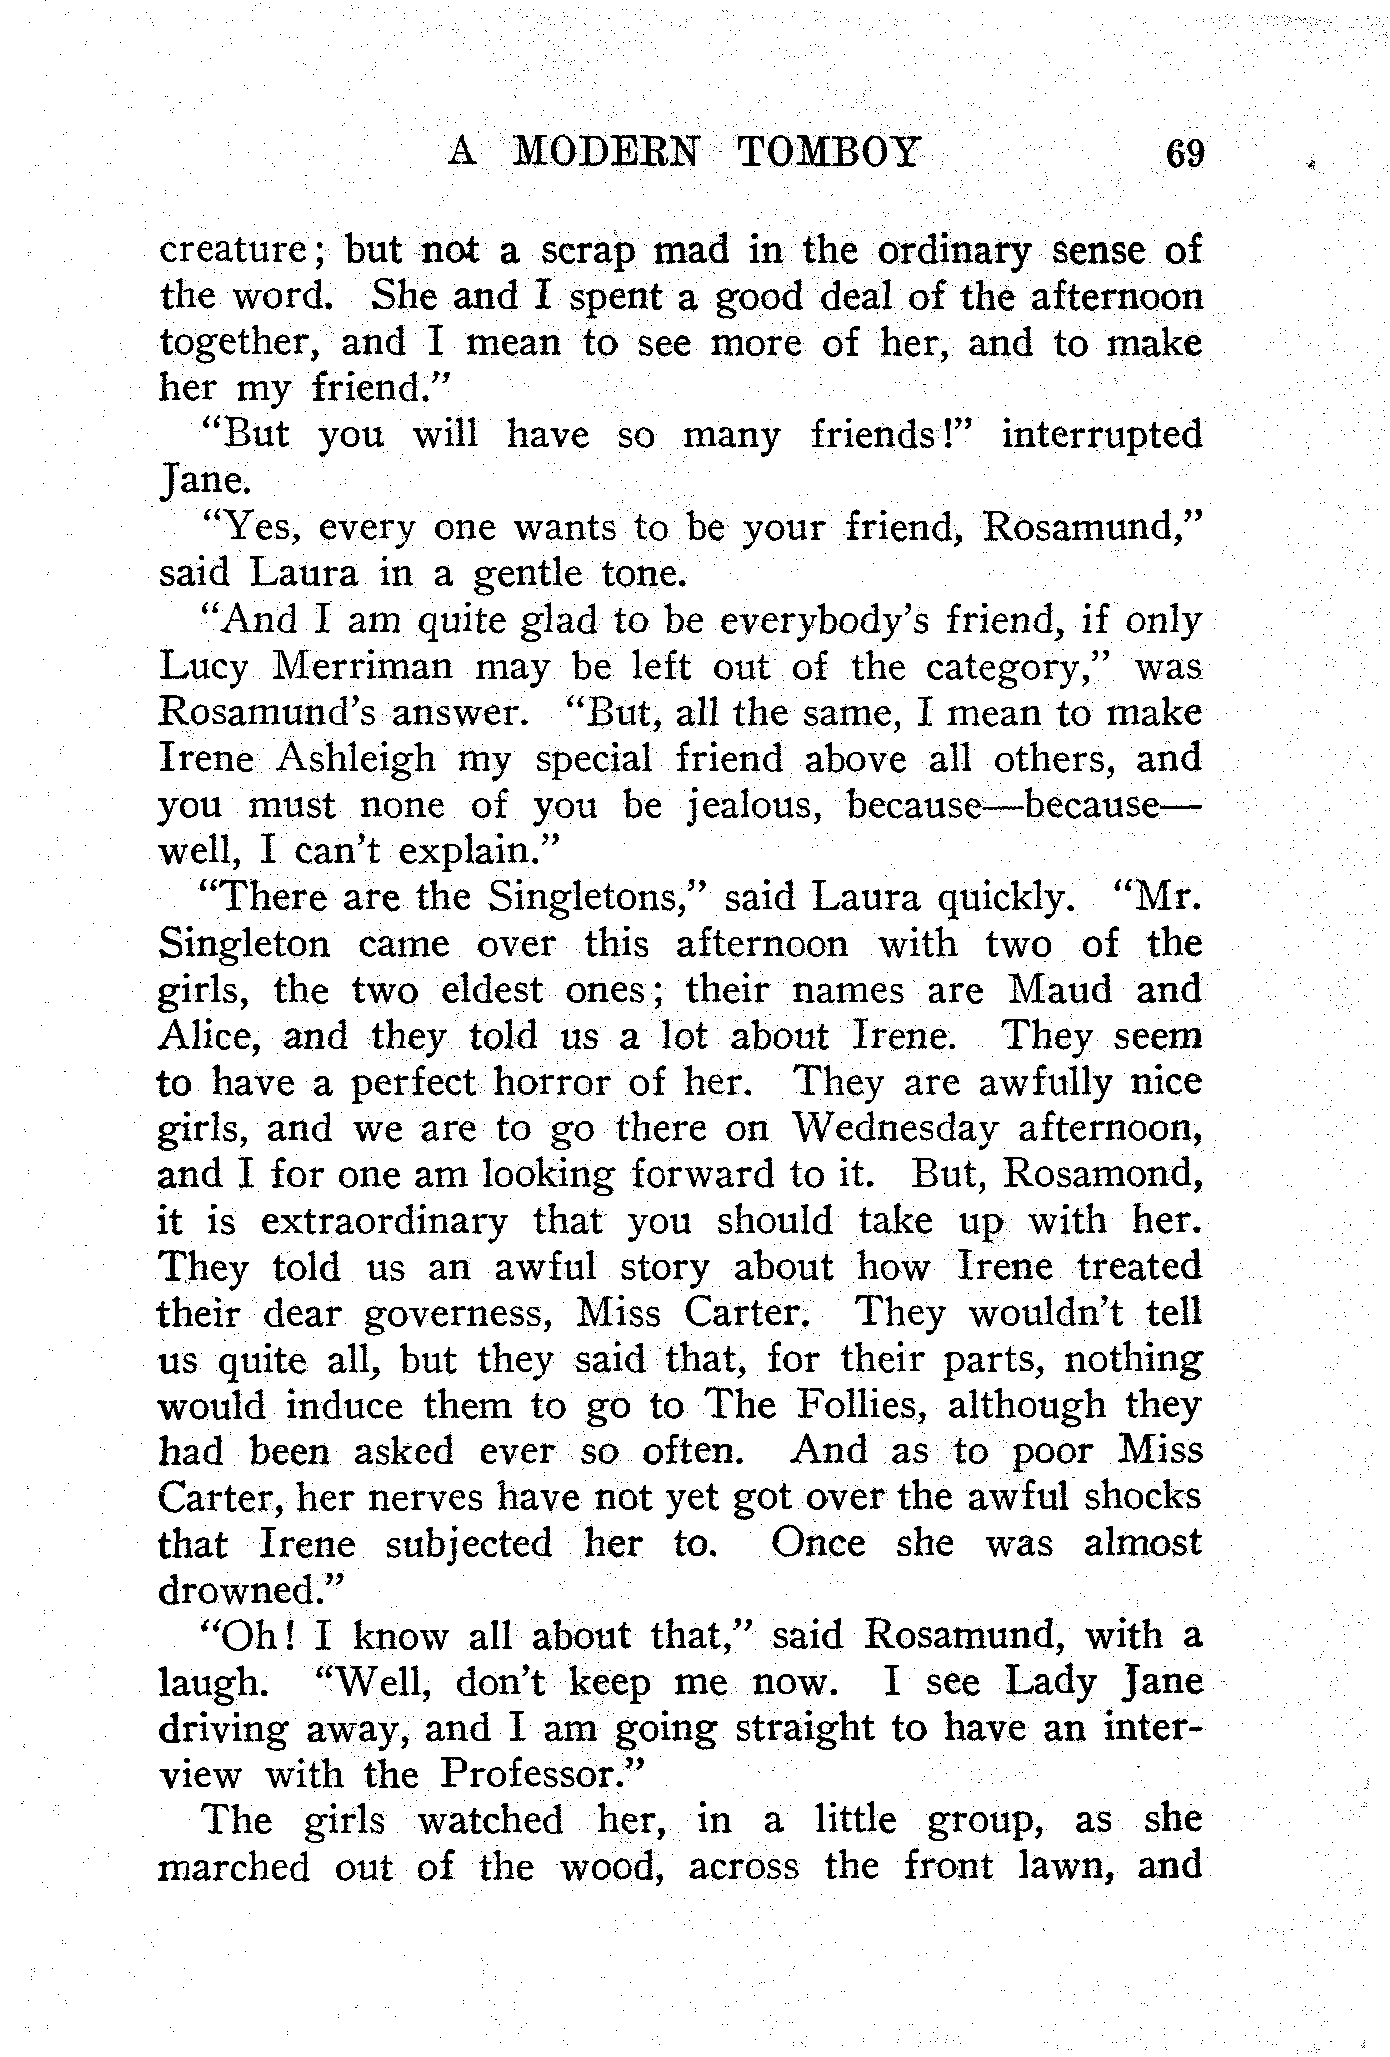 A MODERN TOMBOY 69
creature; but not a scrap mad in the ordinary sense of
the word. She and I spent a good deal of the afternoon
together, and I mean to see more of her, and to make
her my friend."
"But you will have so many friends!" interrupted
Jane.
"Yes, every one wants to be your friend, Rosamund,"
said Laura in a gentle tone.
"And I am quite glad to be everybody's friend, if only
Lucy Merriman may be left out of the category," was
Rosamund's answer. "But, all the same, I mean to make
Irene Ashleigh my special friend above all others, and
you must none of you be jealous, because—because—
well, I can't explain."
"There are the Singletons," said Laura quickly. "Mr.
Singleton came over this afternoon with two of the
girls, the two eldest ones; their names are Maud and
Alice, and they told us a lot about Irene. They seem
to have a perfect horror of her. They are awfully nice
girls, and we are to go there on Wednesday afternoon,
and I for one am looking forward to it. But, Rosamond,
it is extraordinary that you should take up with her.
They told us an awful story about how Irene treated
their dear governess, Miss Carter. They wouldn't tell
us quite all, but they said that, for their parts, nothing
would induce them to go to The Follies, although they
had been asked ever so often. And as to poor Miss
Carter, her nerves have not yet got over the awful shocks
that Irene subjected her to. Once she was almost
drowned."
"Oh! I know all about that," said Rosamund, with a
laugh. "Well, don't keep me now. I see Lady Jane
driving away, and I am going straight to have an inter-
view with the Professor."
The girls watched her, in a little group, as she
marched out of the wood, across the front lawn, and